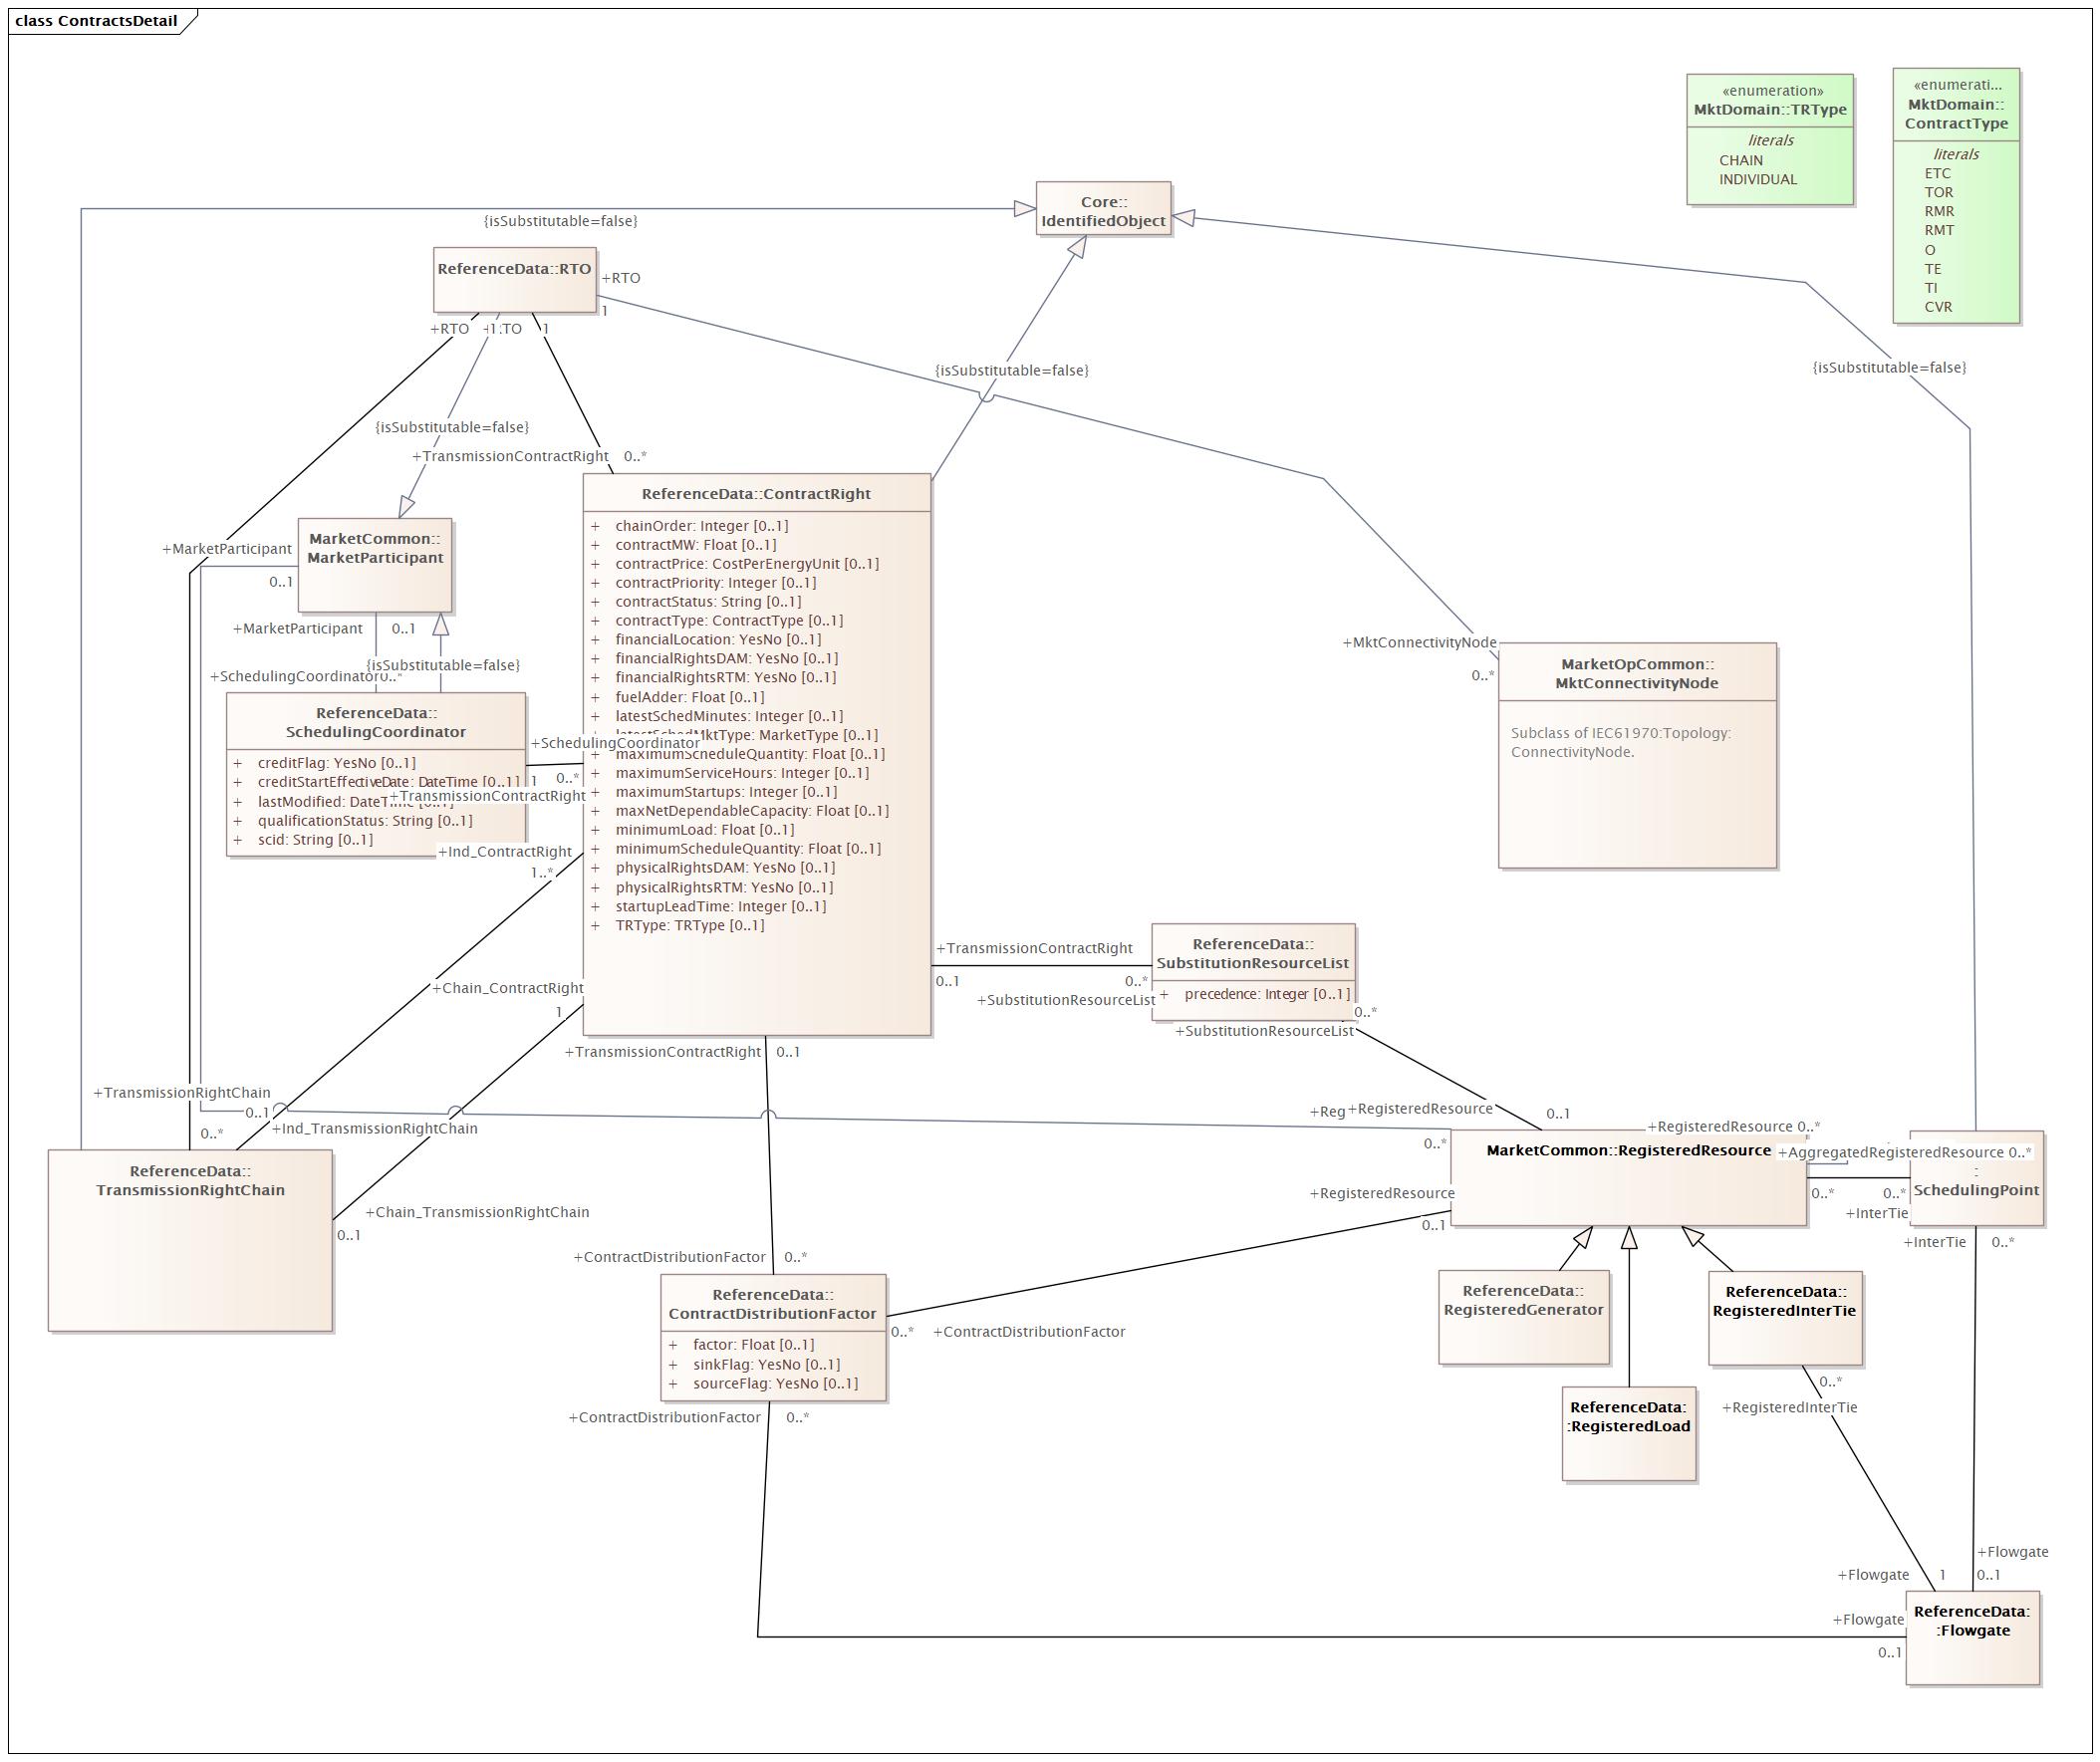 class ContractsDetail
«enumeration»
MktDomain::TRType
literals
CHAIN
INDIVIDUAL
«enumerati...
MktDomain::
ContractType
literals
ETC
TOR
RMR
RMT
O
TE
TI
CVR
Core::
IdentifiedObject
{isSubstitutable=false}
ReferenceData::RTO
+RTO
1
+RTO
1
{isSubstitutable=false}
{isSubstitutable=false}
{isSubstitutable=false}
+TransmissionContractRight
0..*
MarketCommon::
MarketParticipant
+MarketParticipant
0..1
+MarketParticipant
0..1
{isSubstitutable=false}
+SchedulingCoordinator
ReferenceData::
SchedulingCoordinator
+ creditFlag: YesNo [0..1]
+ creditStartEffectiveDate: DateTime [0..1]
+ lastModified: DateTime [0..1]
+ qualificationStatus: String [0..1]
+ scid: String [0..1]
+SchedulingCoordinator
1
0..*
+TransmissionContractRight
ReferenceData::ContractRight
+ chainOrder: Integer [0..1]
+ contractMW: Float [0..1]
+ contractPrice: CostPerEnergyUnit [0..1]
+ contractPriority: Integer [0..1]
+ contractStatus: String [0..1]
+ contractType: ContractType [0..1]
+ financialLocation: YesNo [0..1]
+ financialRightsDAM: YesNo [0..1]
+ financialRightsRTM: YesNo [0..1]
+ fuelAdder: Float [0..1]
+ latestSchedMinutes: Integer [0..1]
+ latestSchedMktType: MarketType [0..1]
+ maximumScheduleQuantity: Float [0..1]
+ maximumServiceHours: Integer [0..1]
+ maximumStartups: Integer [0..1]
+ maxNetDependableCapacity: Float [0..1]
+ minimumLoad: Float [0..1]
+ minimumScheduleQuantity: Float [0..1]
+ physicalRightsDAM: YesNo [0..1]
+ physicalRightsRTM: YesNo [0..1]
+ startupLeadTime: Integer [0..1]
+ TRType: TRType [0..1]
+MktConnectivityNode
0..*
MarketOpCommon::
MktConnectivityNode
Subclass of IEC61970:Topology:
ConnectivityNode.
+Ind_ContractRight
1..*
+Chain_ContractRight
1
+TransmissionContractRight
0..1
0..*
+SubstitutionResourceList
ReferenceData::
SubstitutionResourceList
+ precedence: Integer [0..1]
0..*
+SubstitutionResourceList
+TransmissionContractRight
0..1
+TransmissionRightChain
0..*
0..1
+Ind_TransmissionRightChain
ReferenceData::
TransmissionRightChain
+Chain_TransmissionRightChain
0..1
+RegisteredResource
0..1
0..*
+RegisteredResource 0..*
+AggregatedRegisteredResource 0..*
MarketCommon::RegisteredResource
SchedulingPoint
0..*
0..*
+InterTie
+InterTie
0..*
+RegisteredResource
0..1
+ContractDistributionFactor
0..*
ReferenceData::
ContractDistributionFactor
+ factor: Float [0..1]
+ sinkFlag: YesNo [0..1]
+ sourceFlag: YesNo [0..1]
0..*
+ContractDistributionFactor
+ContractDistributionFactor
0..*
ReferenceData::
RegisteredGenerator
ReferenceData::
RegisteredInterTie
ReferenceData:
:RegisteredLoad
0..*
+RegisteredInterTie
+Flowgate
0..1
+Flowgate
1
+Flowgate
0..1
ReferenceData:
:Flowgate